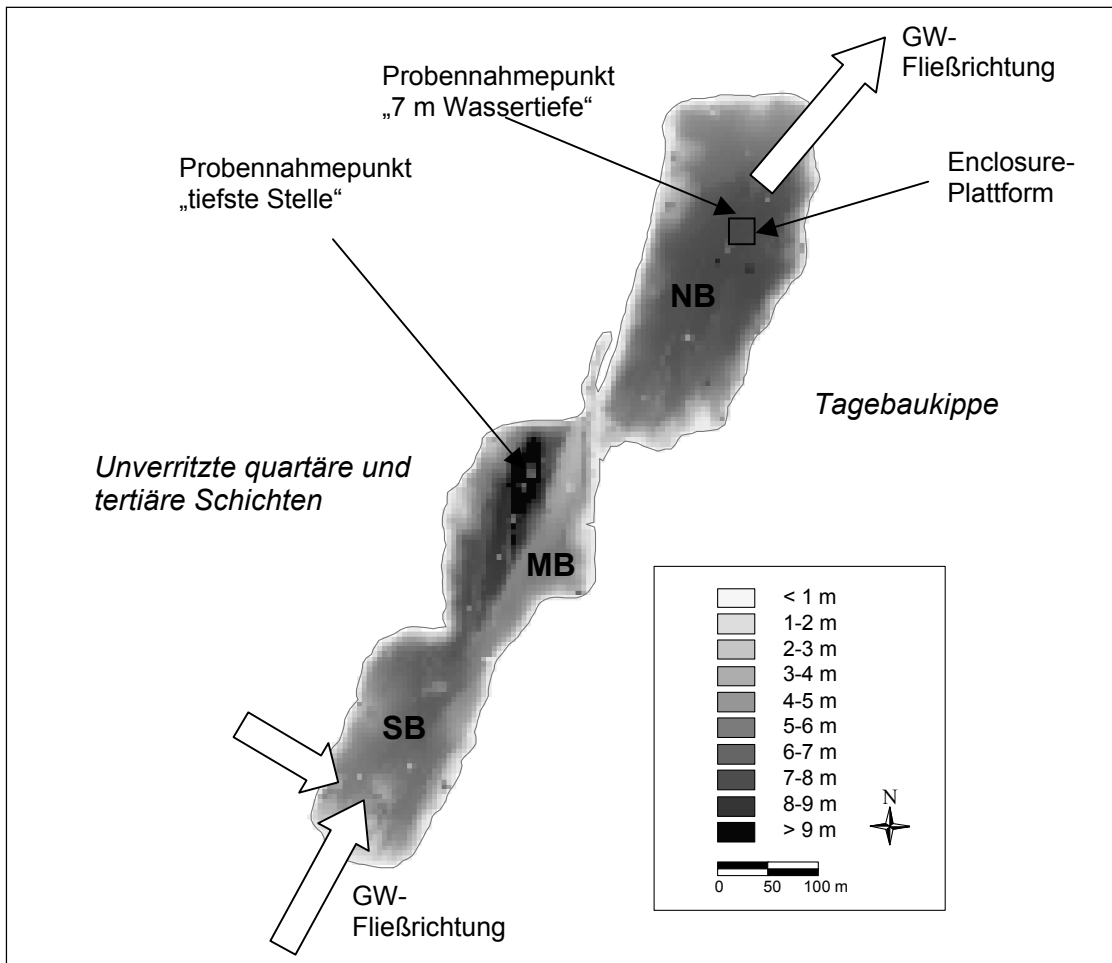 GW-
Fließrichtung
Probennahmepunkt
„7 m Wassertiefe“
Probennahmepunkt
„tiefste Stelle“
Enclosure-
Plattform
NB
Tagebaukippe
Unverritzte quartäre und
tertiäre Schichten
MB
SB
GW-
Fließrichtung
< 1 m
1-2 m
2-3 m
3-4 m
4-5 m
5-6 m
6-7 m
7-8 m
8-9 m
> 9 m
N
0 50 100 m